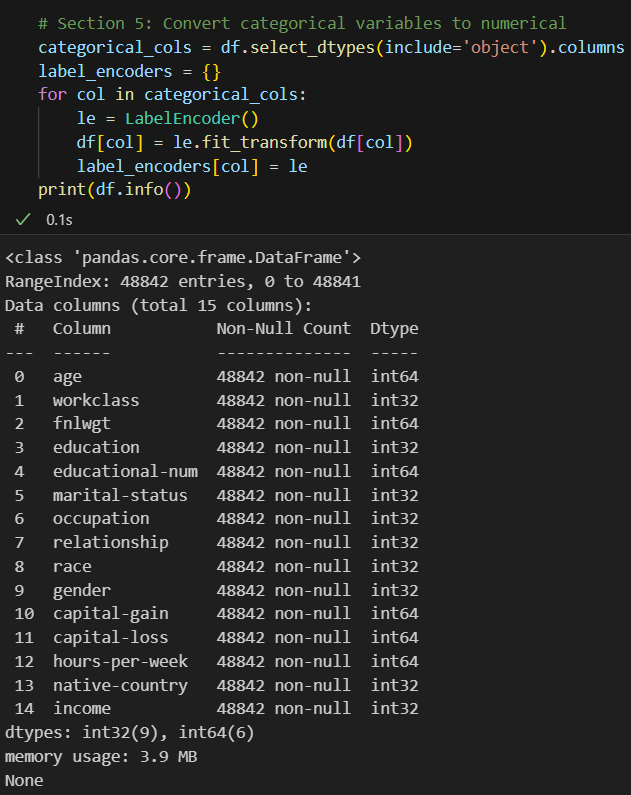 # Section 5: Convert categorical variables to numerical
categorical_cols = df.select_dtypes(include='object').columns
label_encoders = {}
for col in categorical_cols:
    le = LabelEncoder()
    df[col] = le.fit_transform(df[col])
    label_encoders[col] = le
print(df.info())
✓ 0.1s
<class 'pandas.core.frame.DataFrame'>
RangeIndex: 48842 entries, 0 to 48841
Data columns (total 15 columns):
 #   Column           Non-Null Count  Dtype
---  ------           --------------  -----
 0   age              48842 non-null  int64
 1   workclass        48842 non-null  int32
 2   fnlwgt           48842 non-null  int64
 3   education        48842 non-null  int32
 4   educational-num  48842 non-null  int64
 5   marital-status   48842 non-null  int32
 6   occupation       48842 non-null  int32
 7   relationship     48842 non-null  int32
 8   race             48842 non-null  int32
 9   gender           48842 non-null  int32
 10  capital-gain     48842 non-null  int64
 11  capital-loss     48842 non-null  int64
 12  hours-per-week   48842 non-null  int64
 13  native-country   48842 non-null  int32
 14  income           48842 non-null  int32
dtypes: int32(9), int64(6)
memory usage: 3.9 MB
None